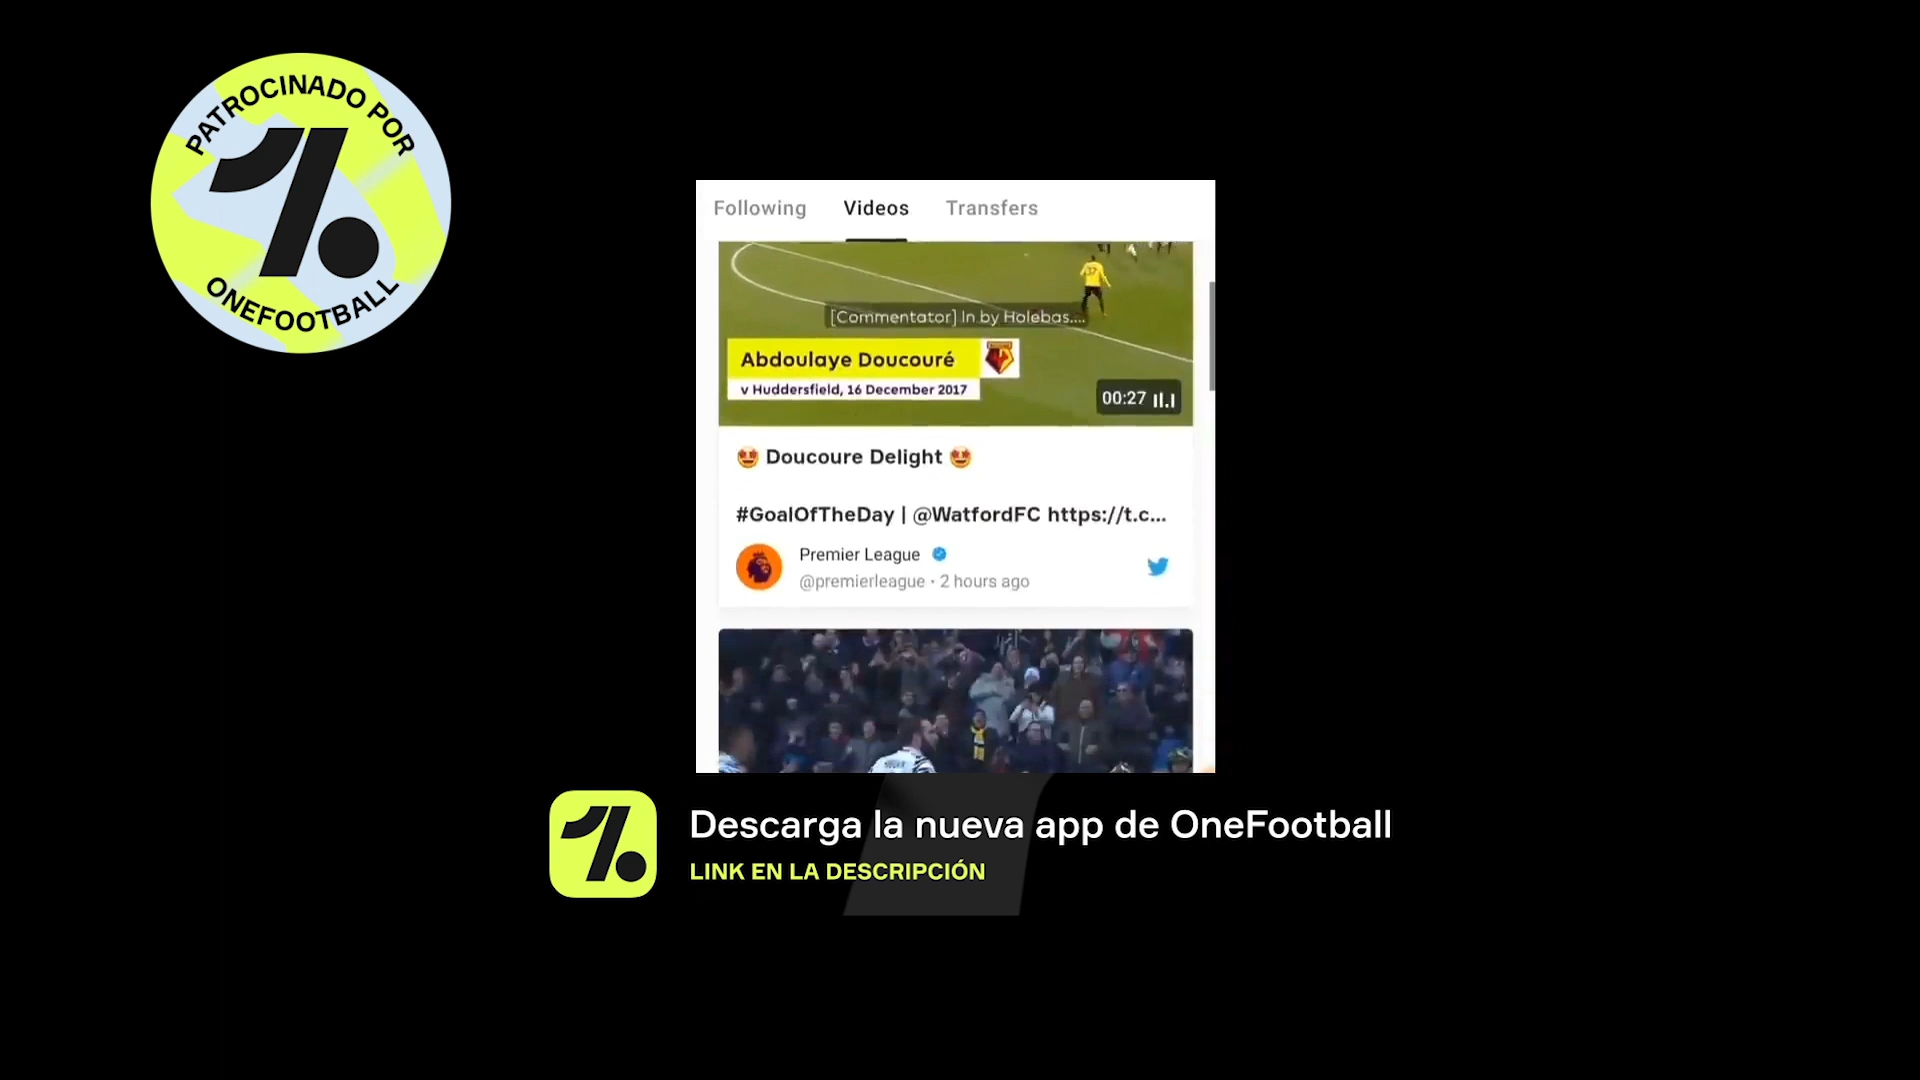 PATROCINADO POR
ONEFOOTBALL
Following Videos Transfers
[Commentator] In by Holebas....
Abdoulaye Doucouré
v Huddersfield, 16 December 2017
00:27
🤩 Doucoure Delight 🤩
#GoalOfTheDay | @WatfordFC https://t.c...
Premier League
@premierleague · 2 hours ago
Descarga la nueva app de OneFootball
LINK EN LA DESCRIPCIÓN